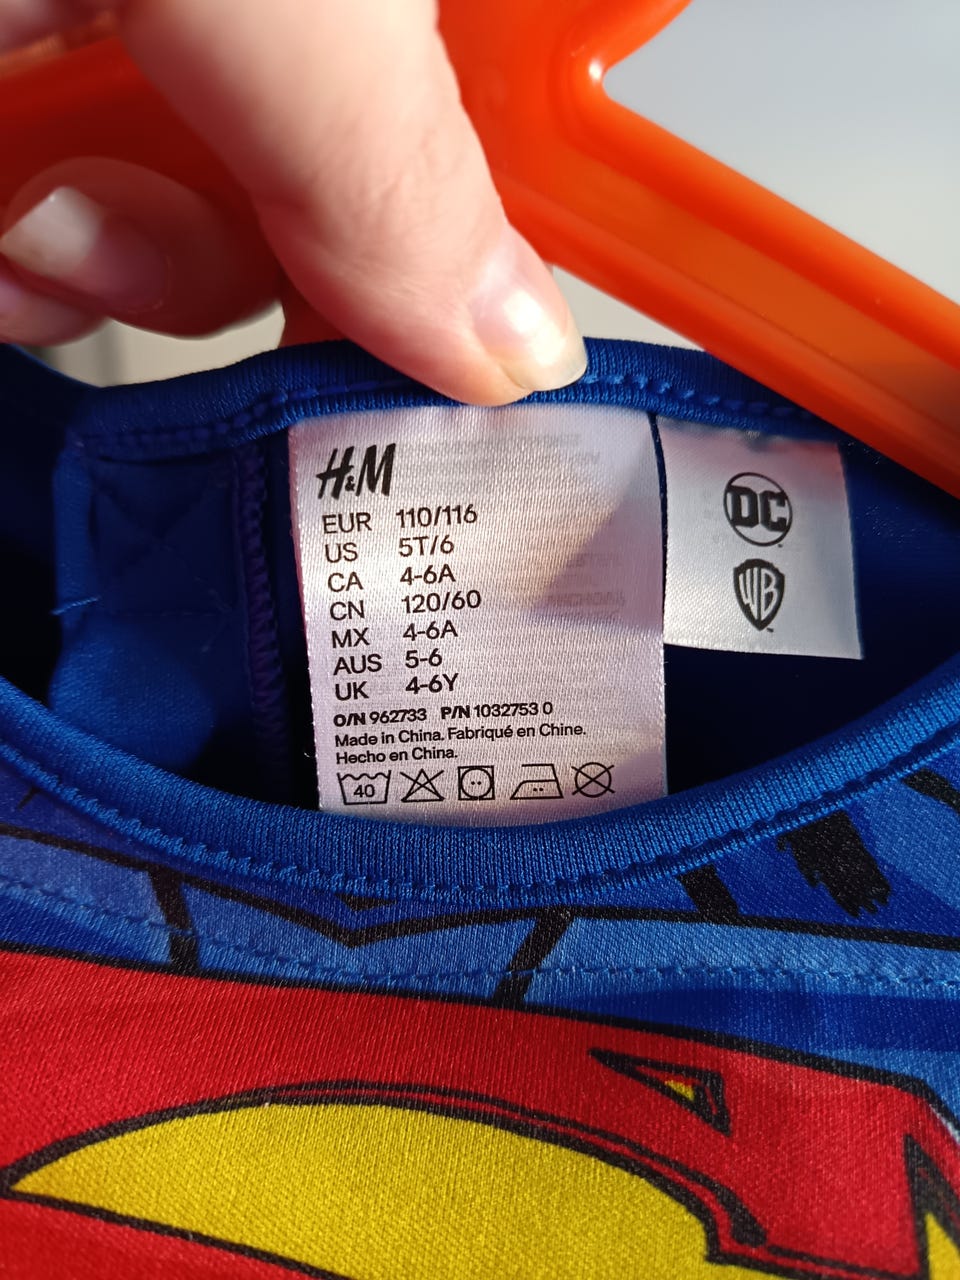 H&M
EUR 110/116
US 5T/6
CA 4-6A
CN 120/60
MX 4-6A
AUS 5-6
UK 4-6Y
O/N 962733 P/N 1032753 0
Made in China. Fabriqué en Chine.
Hecho en China.
40
DC
WB